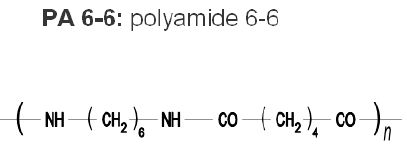 PA 6-6: polyamide 6-6
( NH (CH2)6 NH CO (CH2)4 CO )n